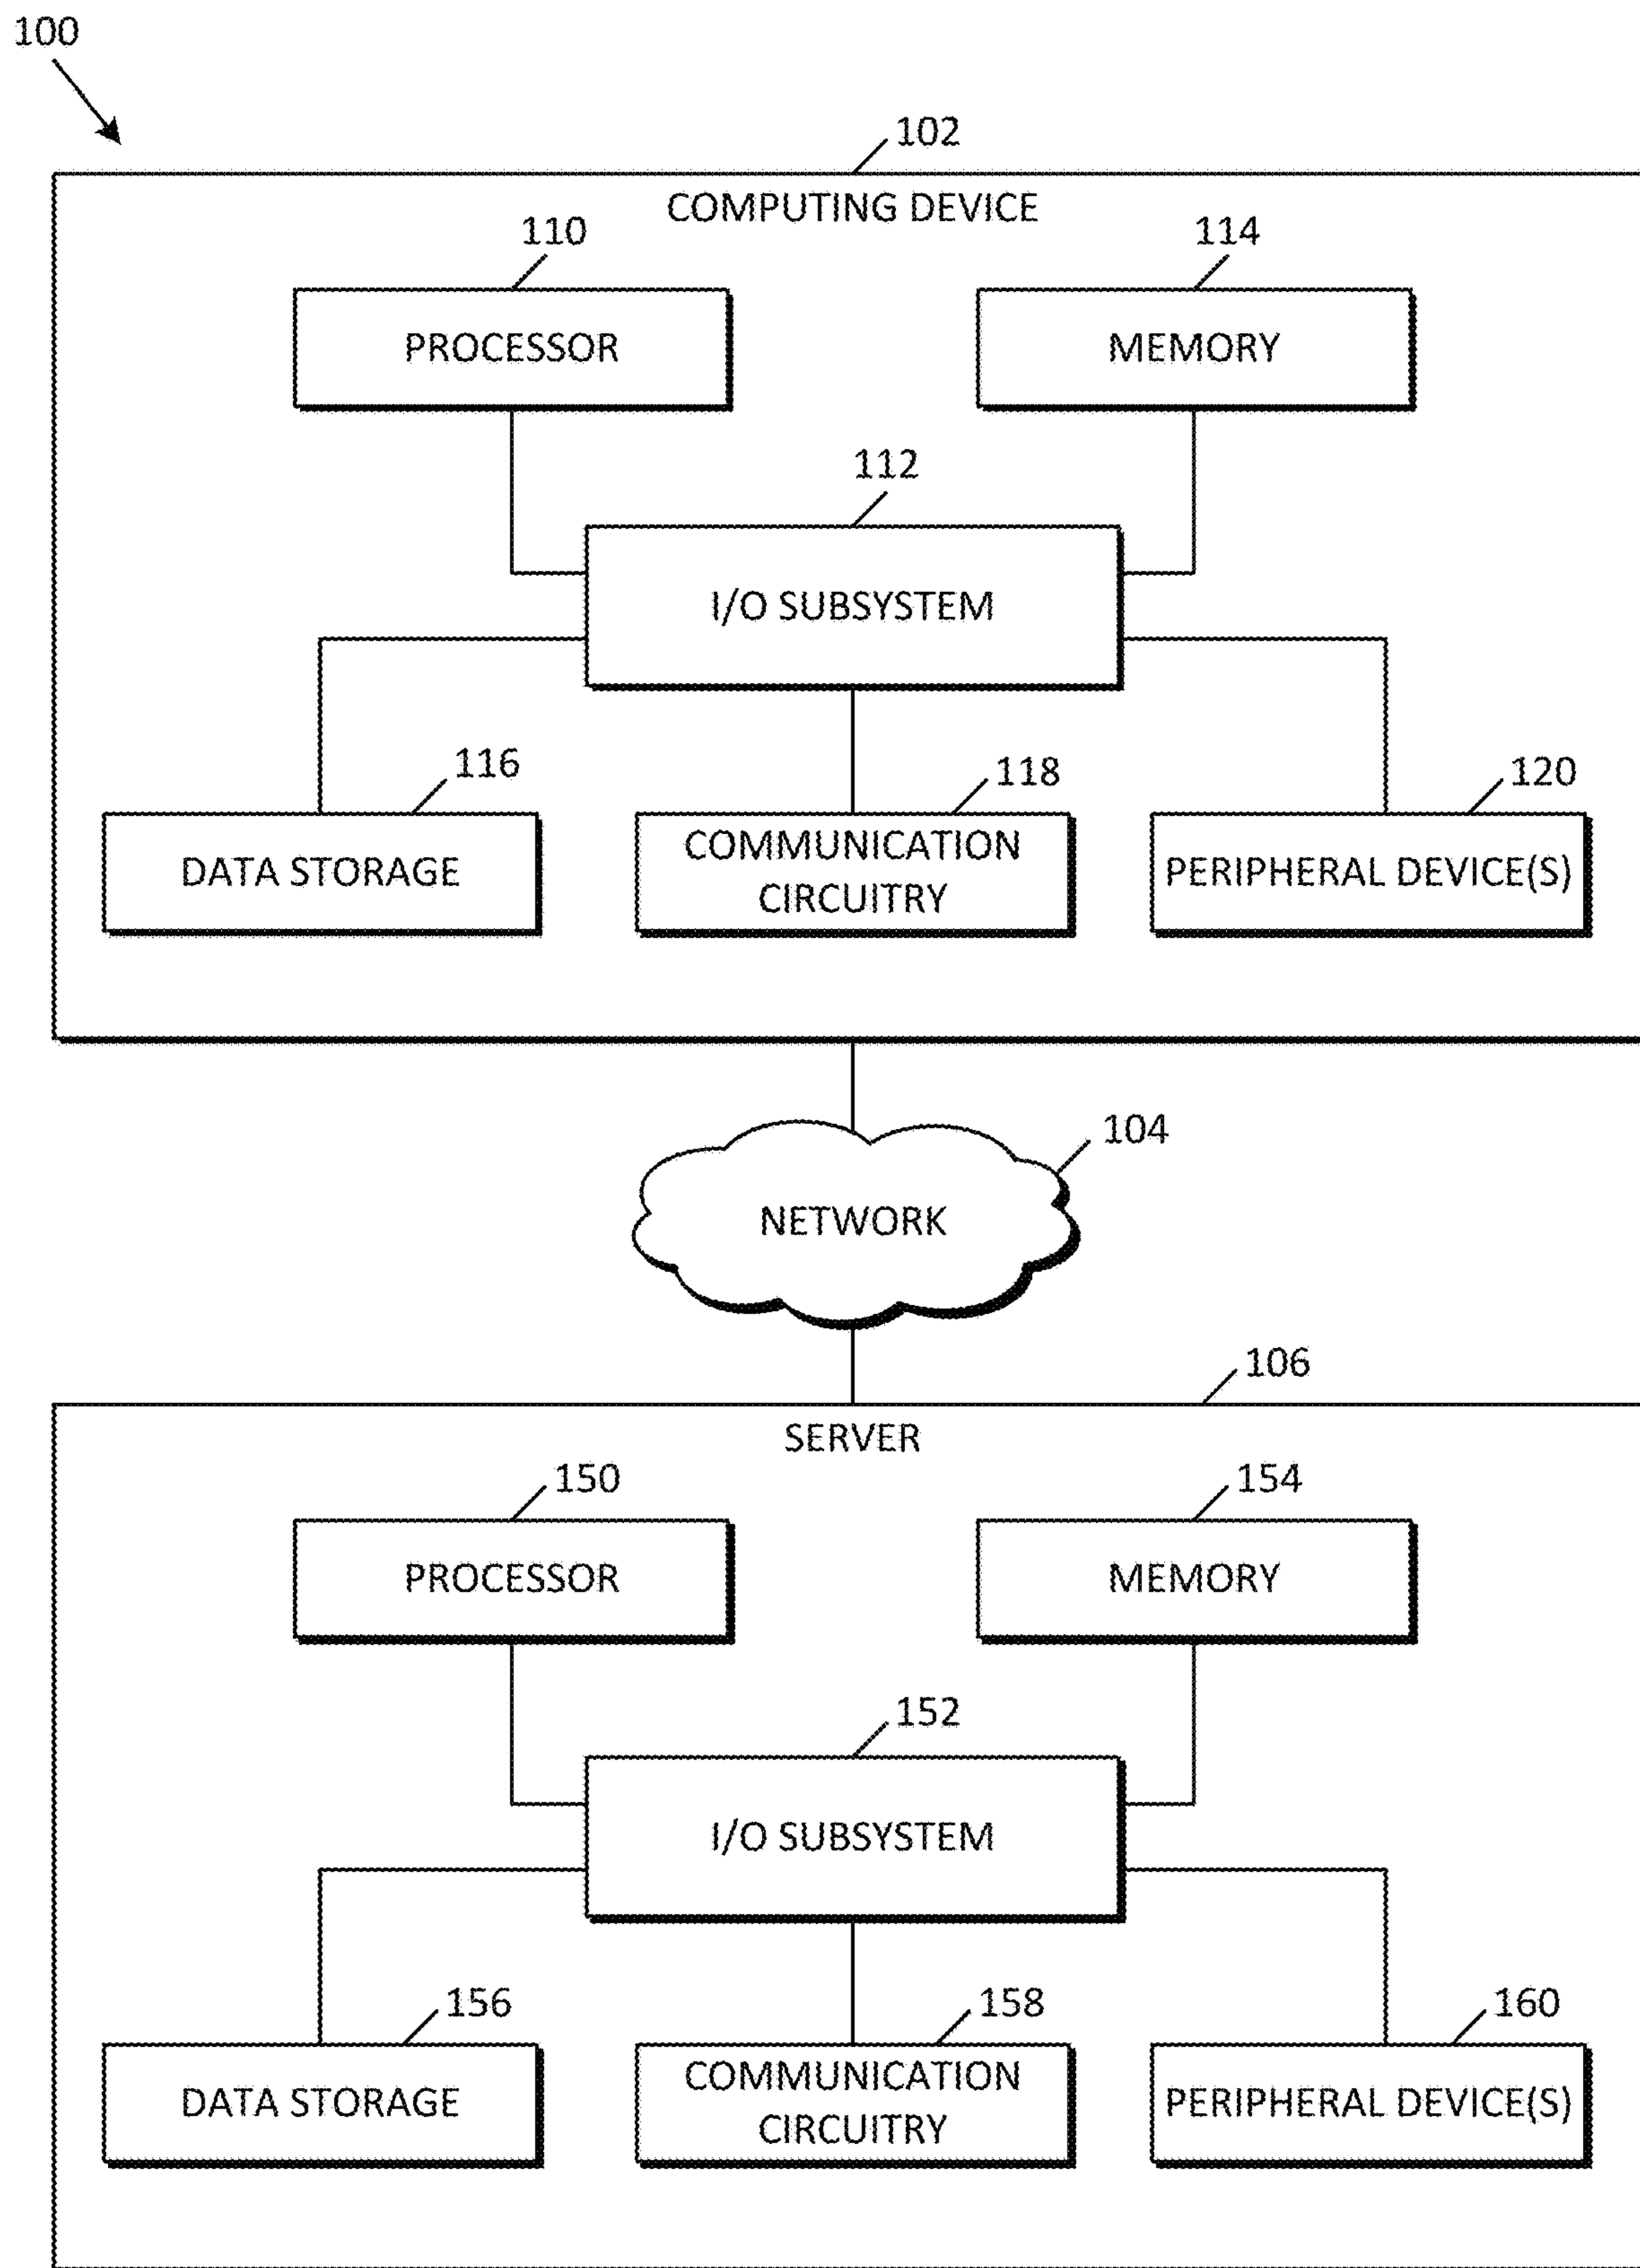 100
102
COMPUTING DEVICE
110
114
PROCESSOR
MEMORY
112
I/O SUBSYSTEM
116
118
120
DATA STORAGE
COMMUNICATION
CIRCUITRY
PERIPHERAL DEVICE(S)
104
NETWORK
106
SERVER
150
154
PROCESSOR
MEMORY
152
I/O SUBSYSTEM
156
158
160
DATA STORAGE
COMMUNICATION
CIRCUITRY
PERIPHERAL DEVICE(S)